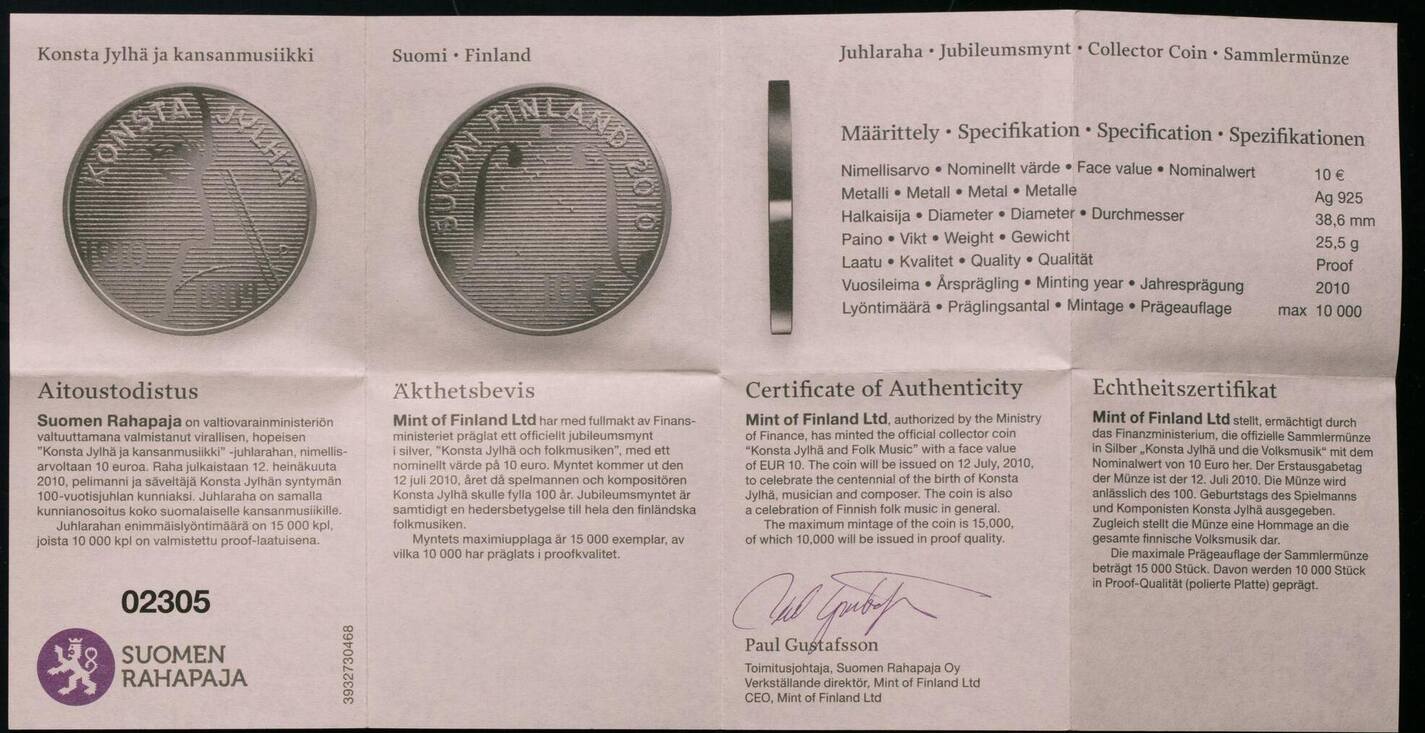 Konsta Jylhä ja kansanmusiikki
KONSTA JYLHÄ
1910
Suomi • Finland
SUOMI FINLAND 2010
10 €
Juhlaraha • Jubileumsmynt • Collector Coin • Sammlermünze
Määrittely • Specifikation • Specification • Spezifikationen
Nimellisarvo • Nominellt värde • Face value • Nominalwert 10 €
Metalli • Metall • Metal • Metalle Ag 925
Halkaisija • Diameter • Diameter • Durchmesser 38,6 mm
Paino • Vikt • Weight • Gewicht 25,5 g
Laatu • Kvalitet • Quality • Qualität Proof
Vuosileima • Årsprägling • Minting year • Jahresprägung 2010
Lyöntimäärä • Präglingsantal • Mintage • Prägeauflage max 10 000
Aitoustodistus
Suomen Rahapaja on valtiovarainministeriön
valtuuttamana valmistanut virallisen, hopeisen
"Konsta Jylhä ja kansanmusiikki" -juhlarahan, nimellis-
arvoltaan 10 euroa. Raha julkaistaan 12. heinäkuuta
2010, pelimanni ja säveltäjä Konsta Jylhän syntymän
100-vuotisjuhlan kunniaksi. Juhlaraha on samalla
kunnianosoitus koko suomalaiselle kansanmusiikille.
Juhlarahan enimmäislyöntimäärä on 15 000 kpl,
joista 10 000 kpl on valmistettu proof-laatuisena.
02305
SUOMEN
RAHAPAJA
3932730468
Äkthetsbevis
Mint of Finland Ltd har med fullmakt av Finans-
ministeriet präglat ett officiellt jubileumsmynt
i silver, "Konsta Jylhä och folkmusiken", med ett
nominellt värde på 10 euro. Myntet kommer ut den
12 juli 2010, året då spelmannen och kompositören
Konsta Jylhä skulle fylla 100 år. Jubileumsmyntet är
samtidigt en hedersbetygelse till hela den finländska
folkmusiken.
Myntets maximiupplaga är 15 000 exemplar, av
vilka 10 000 har präglats i proofkvalitet.
Certificate of Authenticity
Mint of Finland Ltd, authorized by the Ministry
of Finance, has minted the official collector coin
"Konsta Jylhä and Folk Music" with a face value
of EUR 10. The coin will be issued on 12 July, 2010,
to celebrate the centennial of the birth of Konsta
Jylhä, musician and composer. The coin is also
a celebration of Finnish folk music in general.
The maximum mintage of the coin is 15,000,
of which 10,000 will be issued in proof quality.
Paul Gustafsson
Toimitusjohtaja, Suomen Rahapaja Oy
Verkställande direktör, Mint of Finland Ltd
CEO, Mint of Finland Ltd
Echtheitszertifikat
Mint of Finland Ltd stellt, ermächtigt durch
das Finanzministerium, die offizielle Sammlermünze
in Silber „Konsta Jylhä und die Volksmusik“ mit dem
Nominalwert von 10 Euro her. Der Erstausgabetag
der Münze ist der 12. Juli 2010. Die Münze wird
anlässlich des 100. Geburtstags des Spielmanns
und Komponisten Konsta Jylhä ausgegeben.
Zugleich stellt die Münze eine Hommage an die
gesamte finnische Volksmusik dar.
Die maximale Prägeauflage der Sammlermünze
beträgt 15 000 Stück. Davon werden 10 000 Stück
in Proof-Qualität (polierte Platte) geprägt.